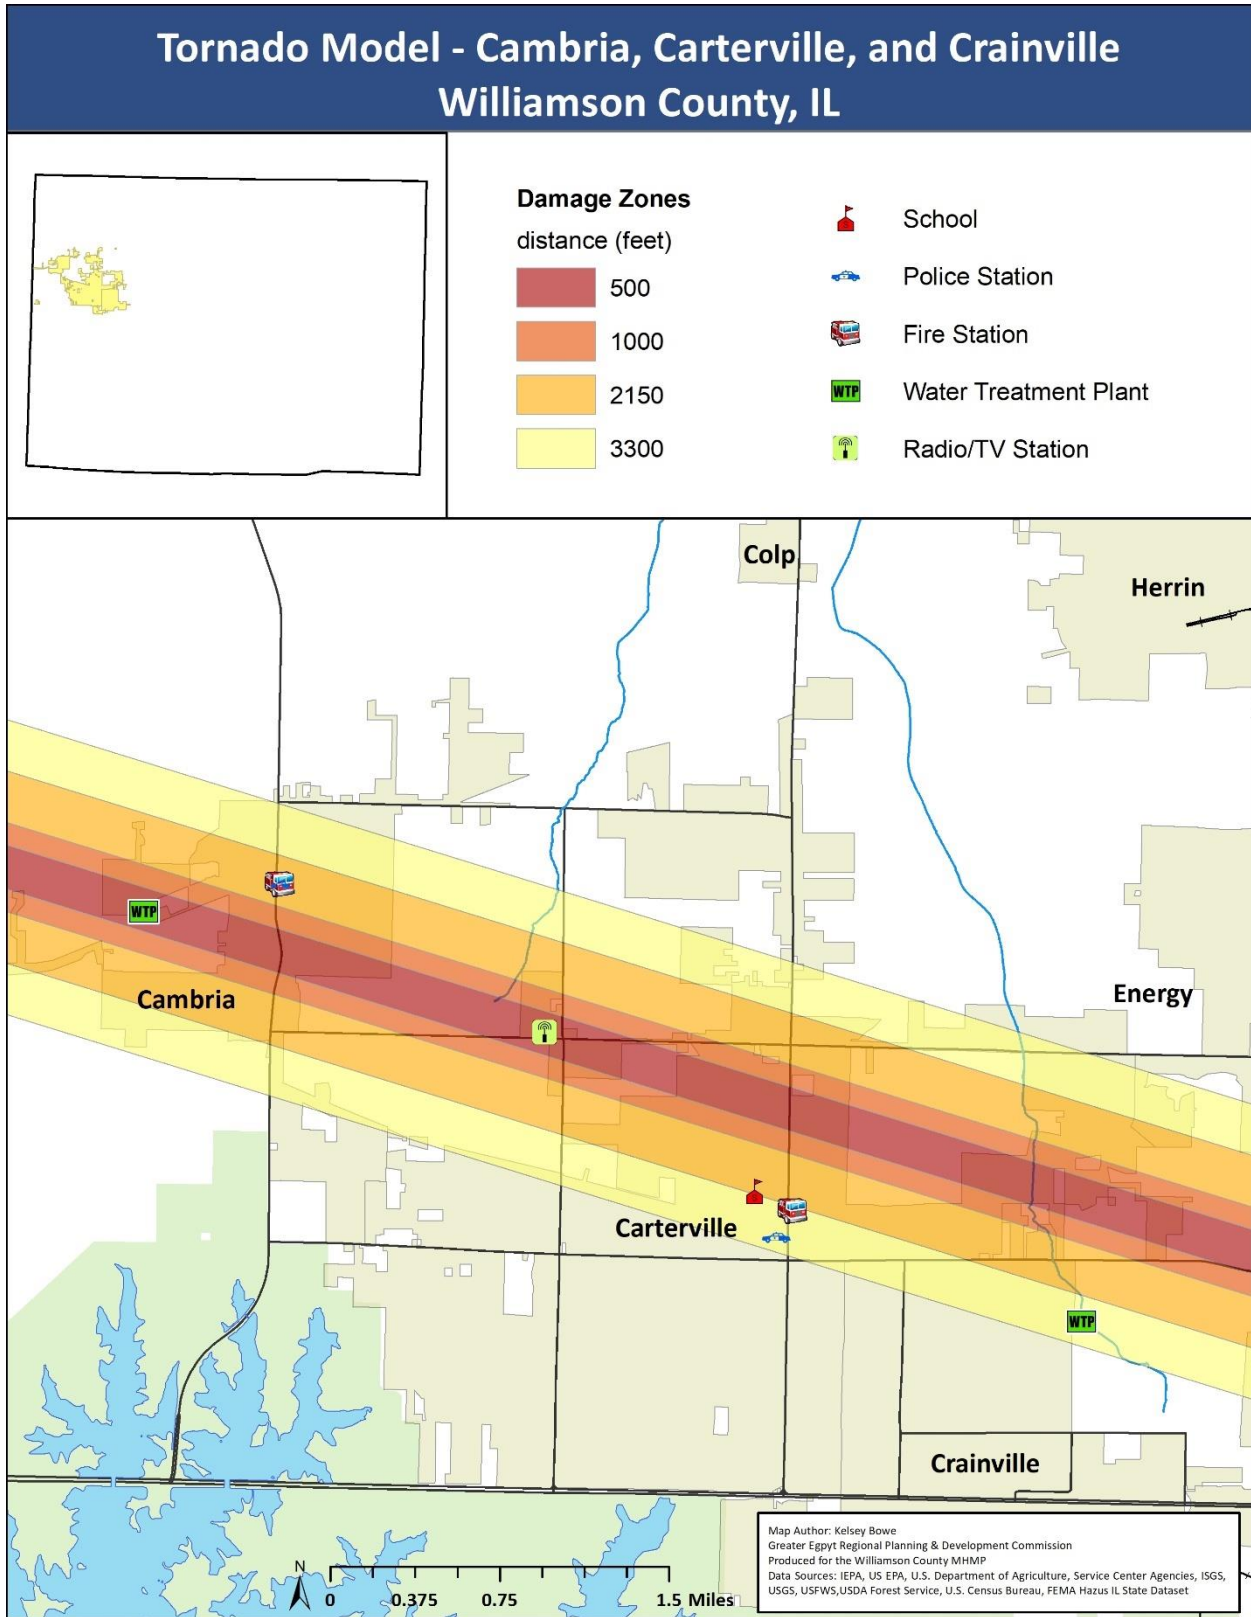 Tornado Model - Cambria, Carterville, and Crainville
Williamson County, IL
Damage Zones
distance (feet)
500
1000
2150
3300
School
Police Station
Fire Station
WTP
Water Treatment Plant
Radio/TV Station
Colp
Herrin
WTP
Cambria
Energy
Carterville
WTP
Crainville
N
0
0.375
0.75
1.5 Miles
Map Author: Kelsey Bowe
Greater Egpyt Regional Planning & Development Commission
Produced for the Williamson County MHMP
Data Sources: IEPA, US EPA, U.S. Department of Agriculture, Service Center Agencies, ISGS,
USGS, USFWS,USDA Forest Service, U.S. Census Bureau, FEMA Hazus IL State Dataset